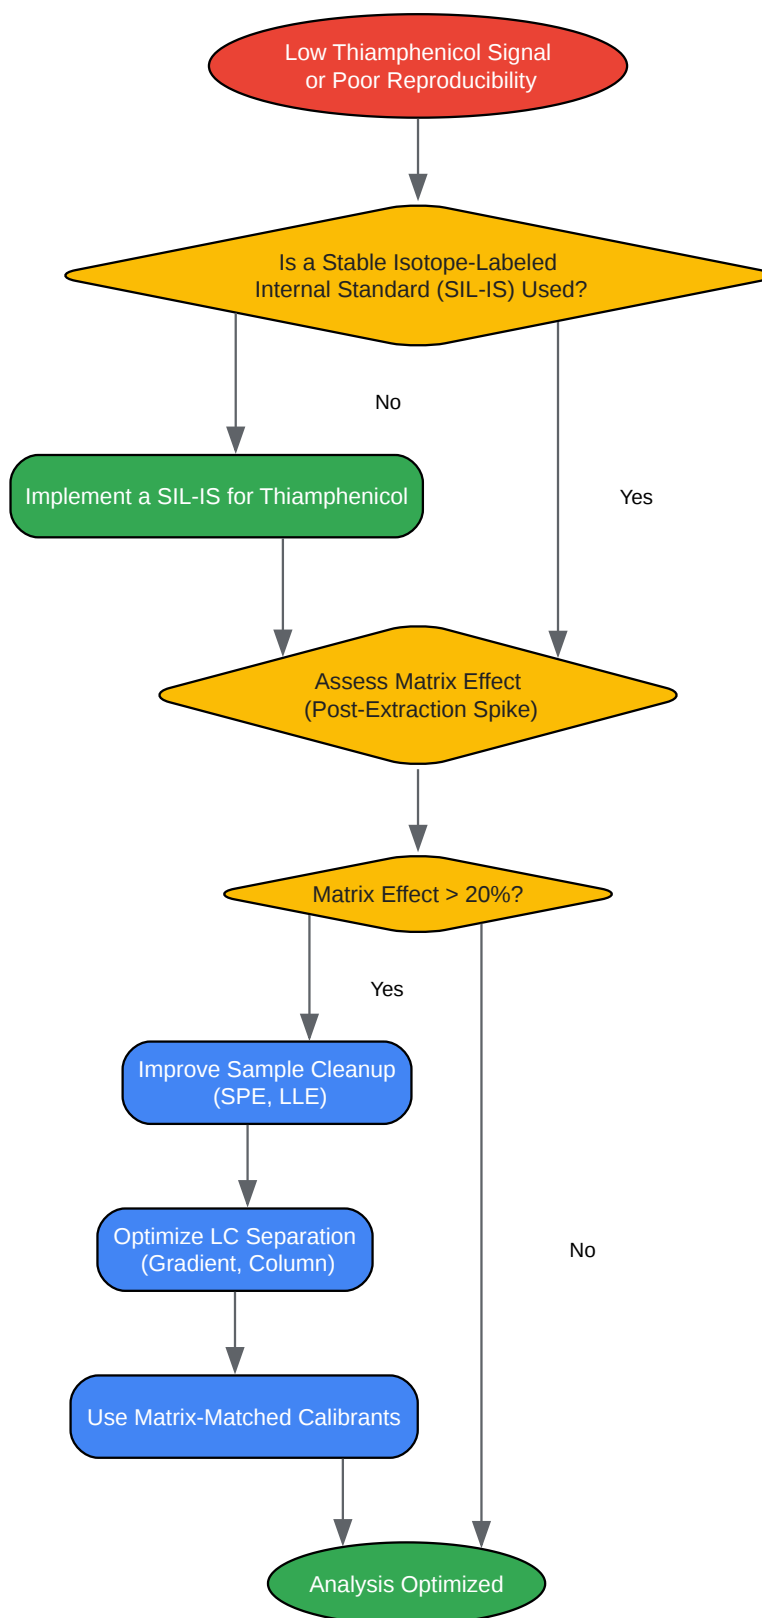 Low Thiamphenicol Signal
or Poor Reproducibility
Is a Stable Isotope-Labeled
Internal Standard (SIL-IS) Used?
No
Implement a SIL-IS for Thiamphenicol
Yes
Assess Matrix Effect
(Post-Extraction Spike)
Matrix Effect > 20%?
Yes
Improve Sample Cleanup
(SPE, LLE)
Optimize LC Separation
(Gradient, Column)
No
Use Matrix-Matched Calibrants
Analysis Optimized